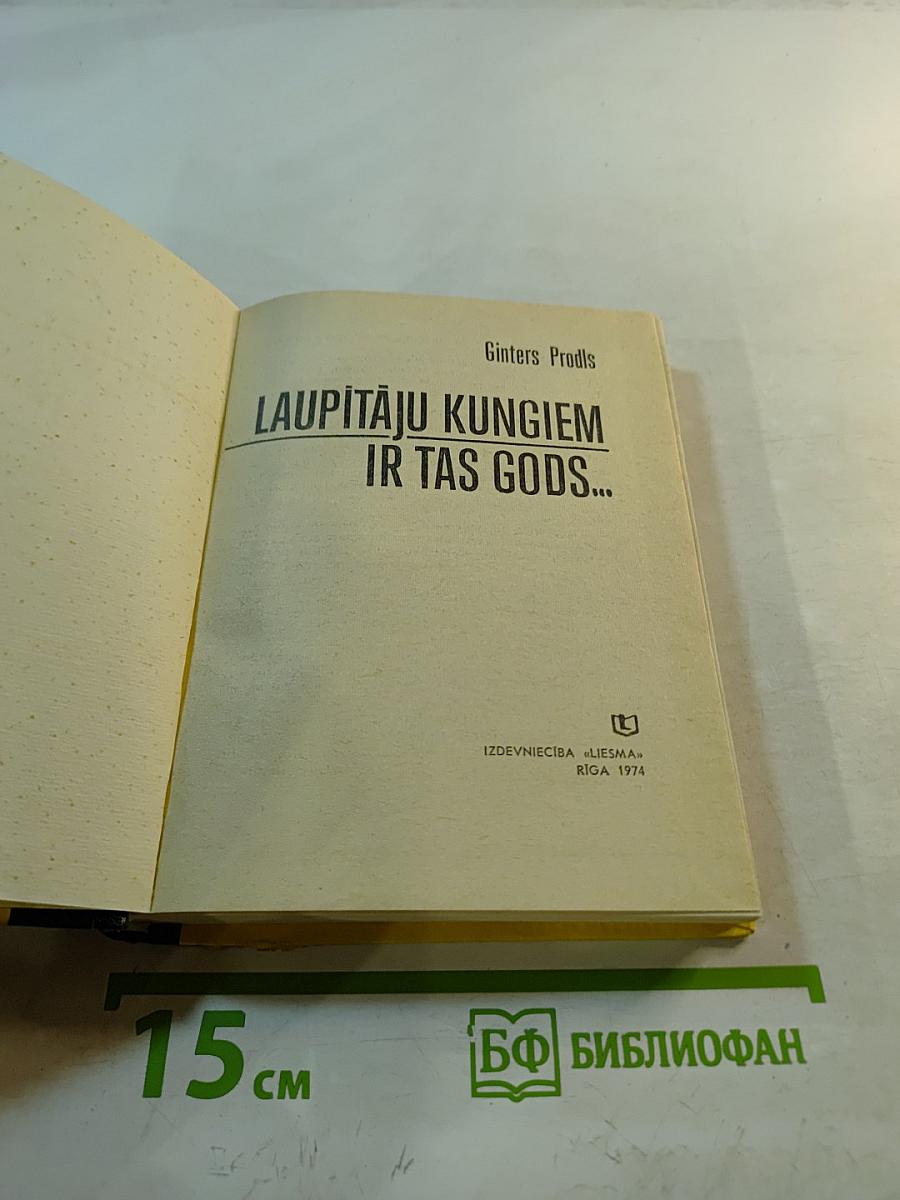 Ginters Prodls
LAUPĪTĀJU KUNGIEM
IR TAS GODS...
IZDEVNIECĪBA «LIESMA»
RĪGA 1974
15 см
БФ БИБЛИОФАН